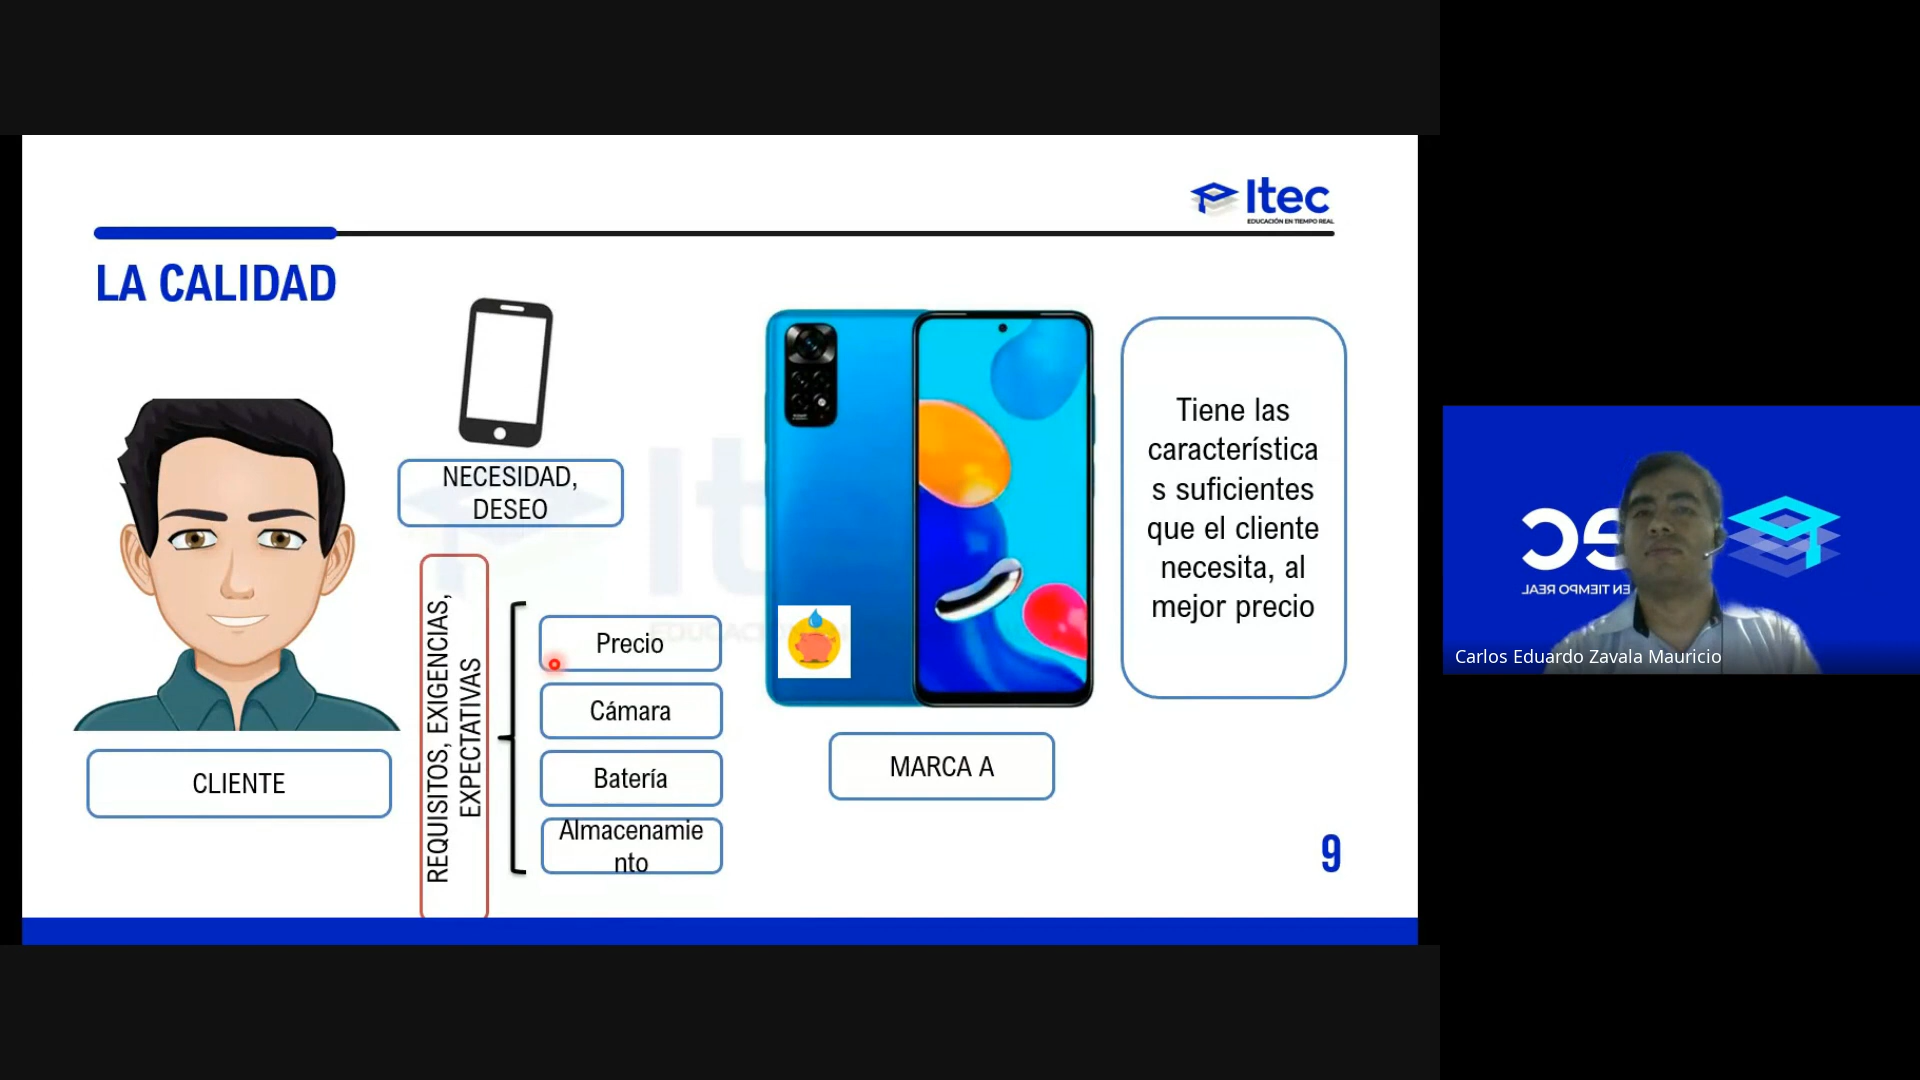 Itec
EDUCACIÓN EN TIEMPO REAL
LA CALIDAD
NECESIDAD,
DESEO
CLIENTE
REQUISITOS, EXIGENCIAS,
EXPECTATIVAS
Precio
Cámara
Batería
Almacenamie
nto
MARCA A
Tiene las
característica
s suficientes
que el cliente
necesita, al
mejor precio
9
EN TIEMPO REAL
Carlos Eduardo Zavala Mauricio